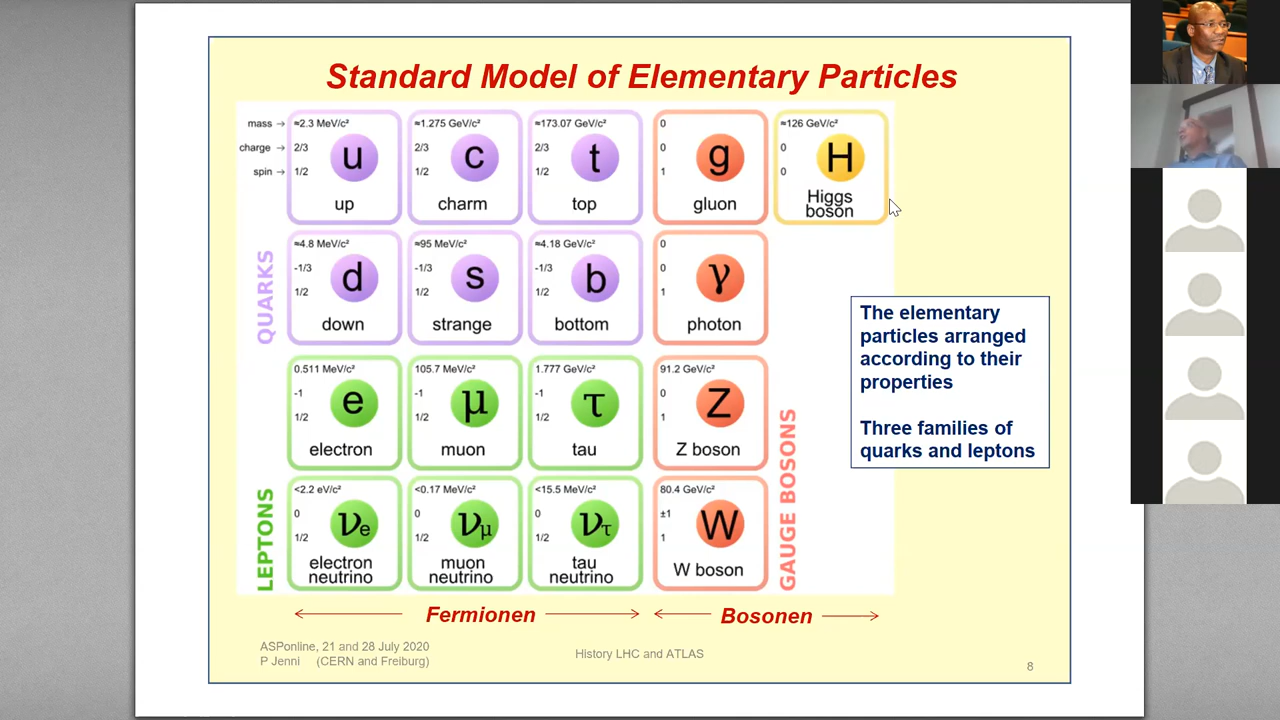 Standard Model of Elementary Particles
mass → ≈2.3 MeV/c² ≈1.275 GeV/c² ≈173.07 GeV/c² 0 ≈126 GeV/c²
charge → 2/3 2/3 2/3 0 0
spin → 1/2 1/2 1/2 1 0
u c t g H
up charm top gluon Higgs
boson
QUARKS
≈4.8 MeV/c² ≈95 MeV/c² ≈4.18 GeV/c² 0
-1/3 -1/3 -1/3 0
1/2 1/2 1/2 1
d s b γ
down strange bottom photon
0.511 MeV/c² 105.7 MeV/c² 1.777 GeV/c² 91.2 GeV/c²
-1 -1 -1 0
1/2 1/2 1/2 1
e μ τ Z
electron muon tau Z boson
LEPTONS
<2.2 eV/c² <0.17 MeV/c² <15.5 MeV/c² 80.4 GeV/c²
0 0 0 ±1
1/2 1/2 1/2 1
νe νμ ντ W
electron muon tau W boson
neutrino neutrino neutrino
GAUGE BOSONS
The elementary
particles arranged
according to their
properties
Three families of
quarks and leptons
Fermionen Bosonen
ASPonline, 21 and 28 July 2020
P Jenni (CERN and Freiburg)
History LHC and ATLAS
8